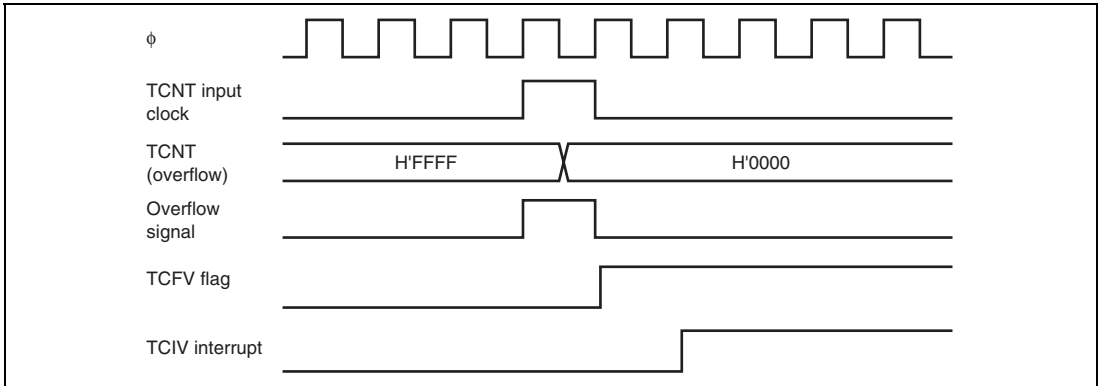 ϕ
TCNT input
clock
TCNT
(overflow)
H'FFFF
H'0000
Overflow
signal
TCFV flag
TCIV interrupt